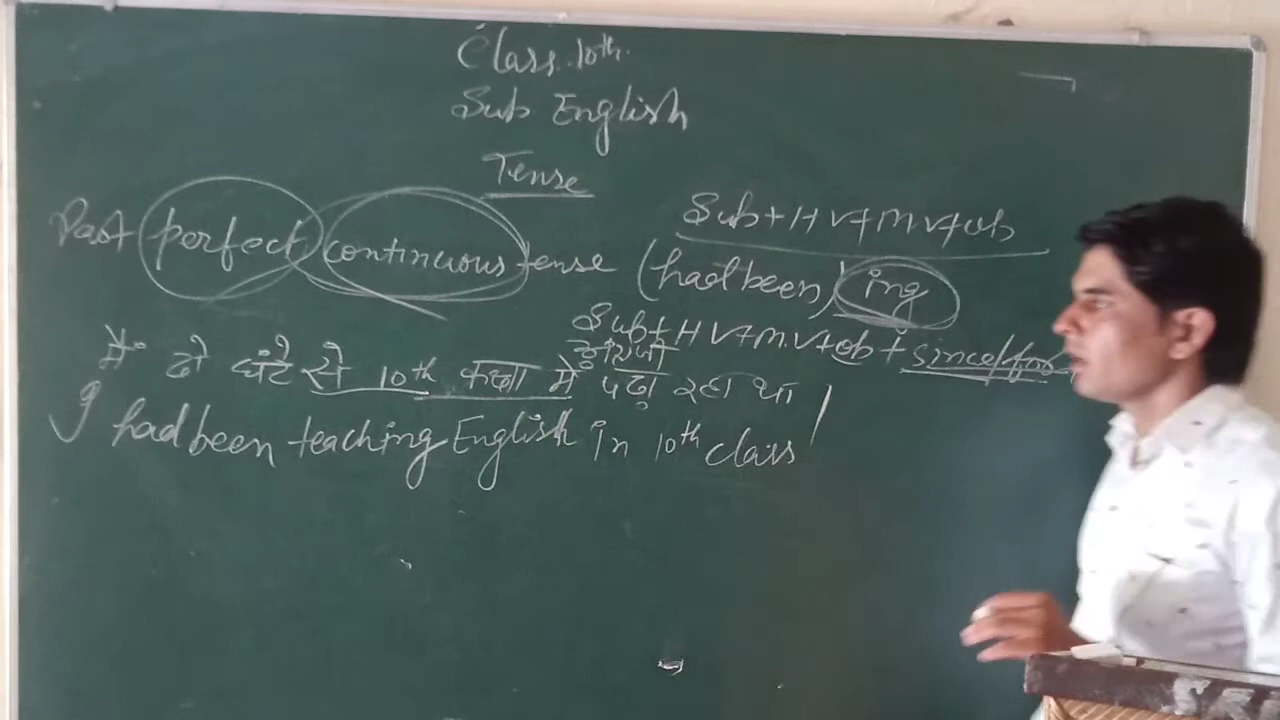 Class 10th
Sub English
Tense
Past perfect continuous tense (had been) ing
Sub + H V + M V + ob
Sub + H V + M.V + ob + since/for
मैं दो घंटे से 10th कक्षा में अंग्रेजी पढ़ा रहा था
I had been teaching English in 10th class